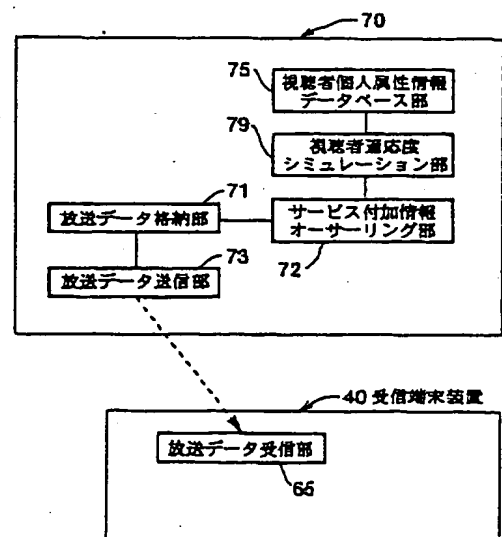 70
75
視聴者個人属性情報
データベース部
79
視聴者適応度
シミュレーション部
71
放送データ格納部
サービス付加情報
オーサーリング部
72
73
放送データ送信部
40 受信端末装置
放送データ受信部
65